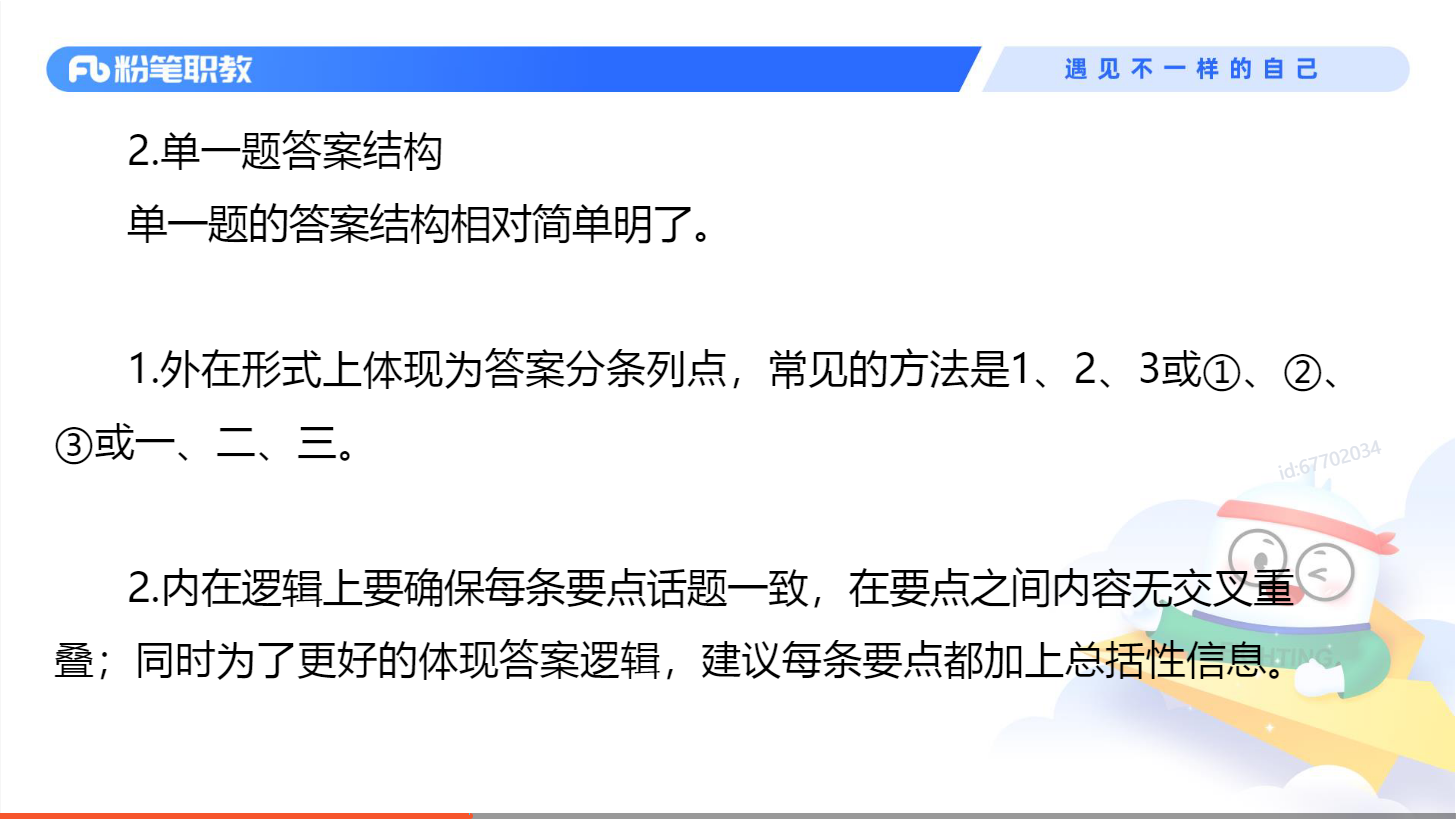 粉笔职教
遇见不一样的自己
2.单一题答案结构
单一题的答案结构相对简单明了。
1.外在形式上体现为答案分条列点，常见的方法是1、2、3或①、②、
③或一、二、三。
id:67702034
2.内在逻辑上要确保每条要点话题一致，在要点之间内容无交叉重
叠；同时为了更好的体现答案逻辑，建议每条要点都加上总括性信息。